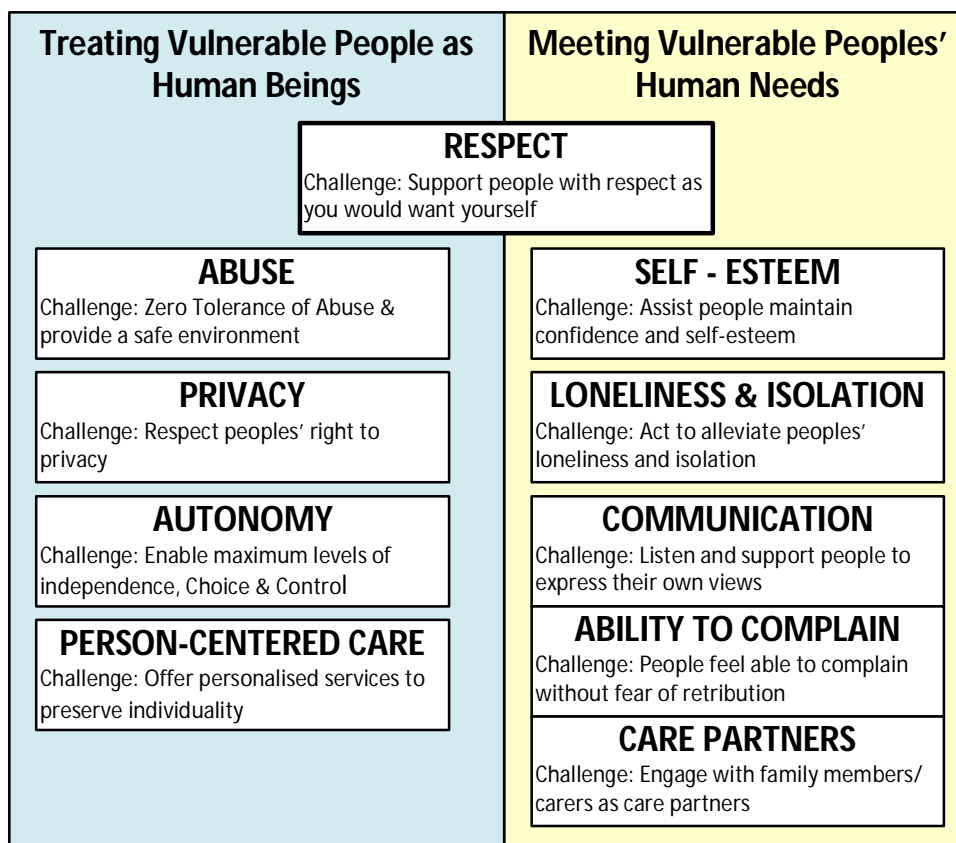 Treating Vulnerable People as
Human Beings
Meeting Vulnerable Peoples’
Human Needs
RESPECT
Challenge: Support people with respect as
you would want yourself
ABUSE
Challenge: Zero Tolerance of Abuse &
provide a safe environment
PRIVACY
Challenge: Respect peoples’ right to
privacy
AUTONOMY
Challenge: Enable maximum levels of
independence, Choice & Control
PERSON-CENTERED CARE
Challenge: Offer personalised services to
preserve individuality
SELF - ESTEEM
Challenge: Assist people maintain
confidence and self-esteem
LONELINESS & ISOLATION
Challenge: Act to alleviate peoples’
loneliness and isolation
COMMUNICATION
Challenge: Listen and support people to
express their own views
ABILITY TO COMPLAIN
Challenge: People feel able to complain
without fear of retribution
CARE PARTNERS
Challenge: Engage with family members/
carers as care partners